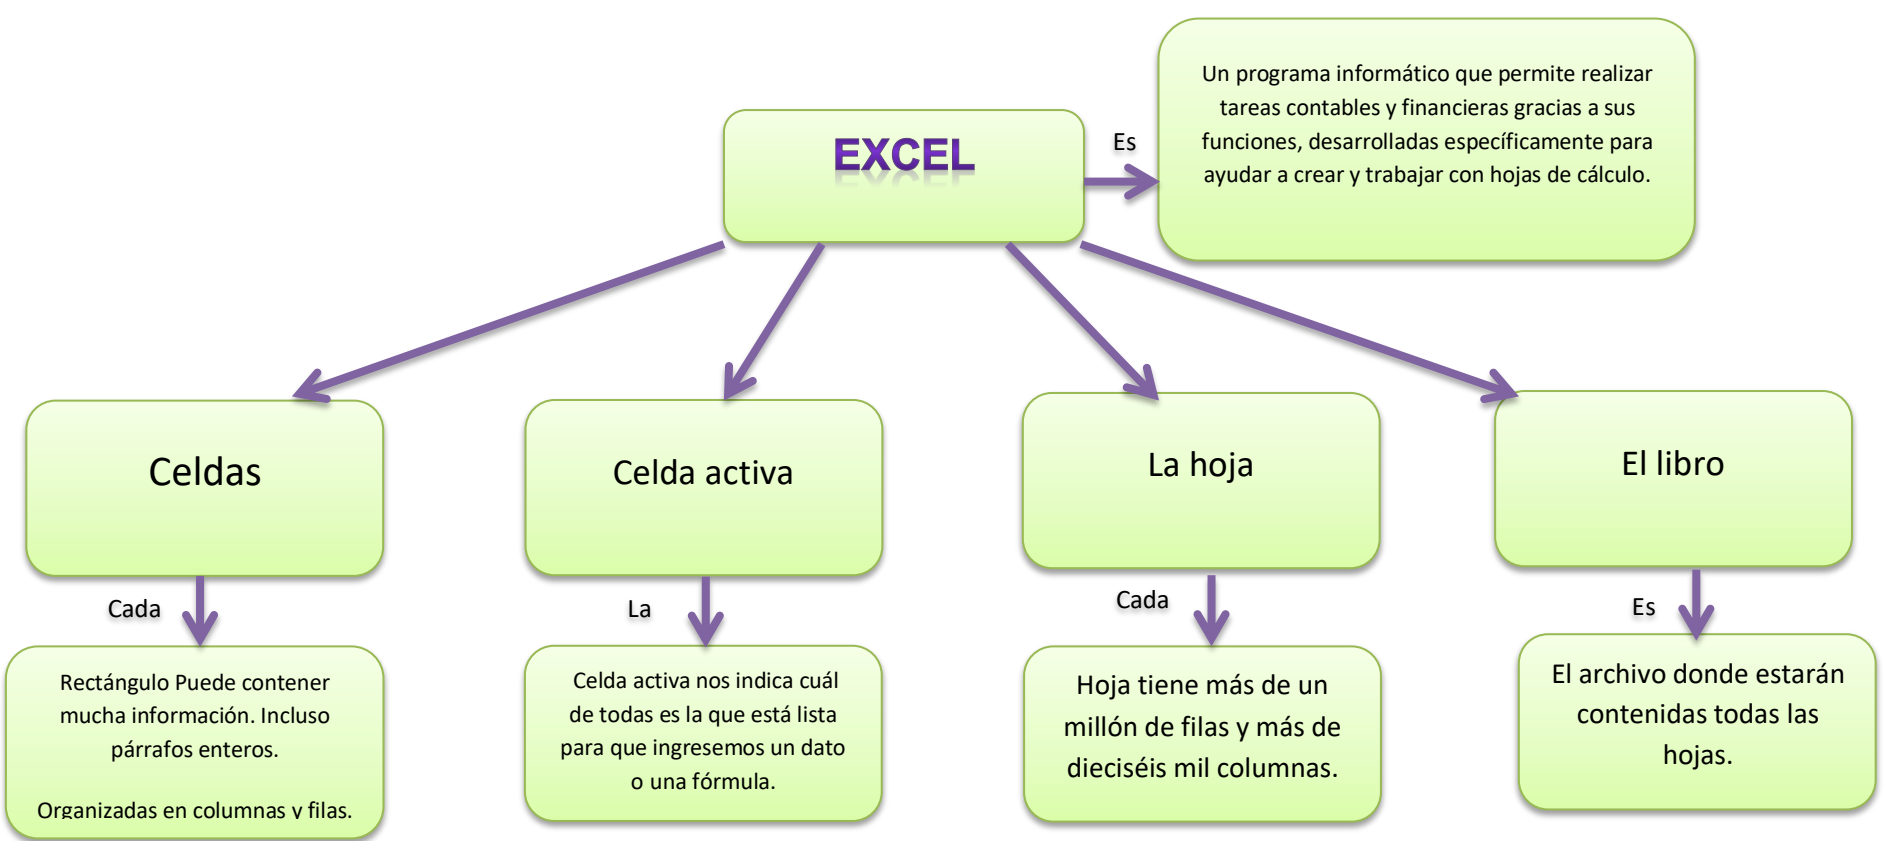 EXCEL
Es
Un programa informático que permite realizar
tareas contables y financieras gracias a sus
funciones, desarrolladas específicamente para
ayudar a crear y trabajar con hojas de cálculo.
Celdas
Celda activa
La hoja
El libro
Cada
La
Cada
Es
Rectángulo Puede contener
mucha información. Incluso
párrafos enteros.
Organizadas en columnas y filas.
Celda activa nos indica cuál
de todas es la que está lista
para que ingresemos un dato
o una fórmula.
Hoja tiene más de un
millón de filas y más de
dieciséis mil columnas.
El archivo donde estarán
contenidas todas las
hojas.